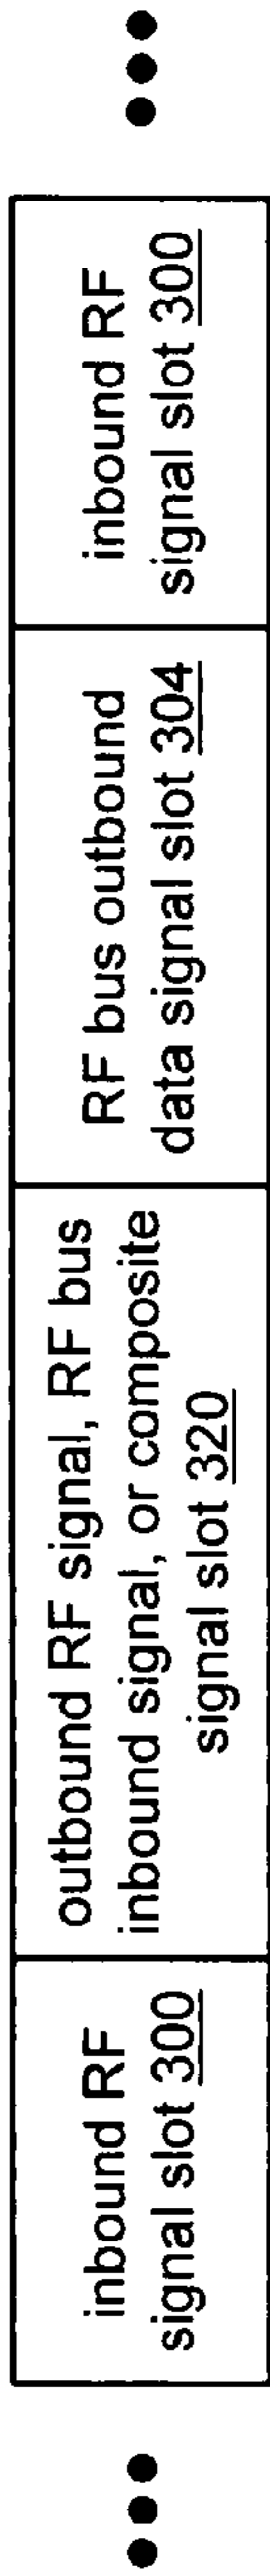 inbound RF
signal slot 300
outbound RF signal, RF bus
inbound signal, or composite
signal slot 320
RF bus outbound
data signal slot 304
inbound RF
signal slot 300